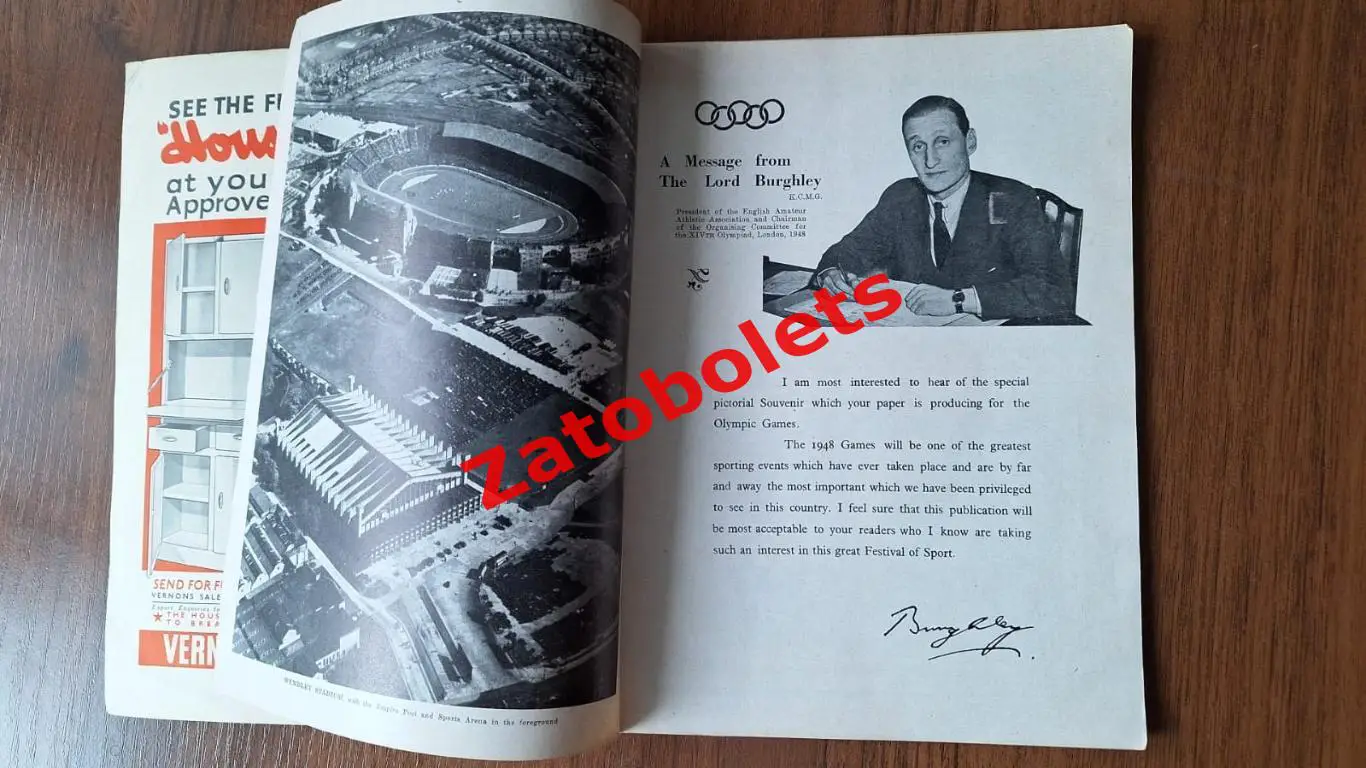 SEE THE
at
Approve
SEND FOR
VERNONS SALE
Export Enquiries
THE HOUS
TO BREA
VERN
WEMBLEY STADIUM, with the Empire Pool and Sports Arena in the foreground
A Message from
The Lord Burghley
K.C.M.G.
President of the English Amateur
Athletic Association and Chairman
of the Organising Committee for
the XIVTH Olympiad, London, 1948
I am most interested to hear of the special
pictorial Souvenir which your paper is producing for the
Olympic Games.
The 1948 Games will be one of the greatest
sporting events which have ever taken place and are by far
and away the most important which we have been privileged
to see in this country. I feel sure that this publication will
be most acceptable to your readers who I know are taking
such an interest in this great Festival of Sport.
Burghley
Zatobolets